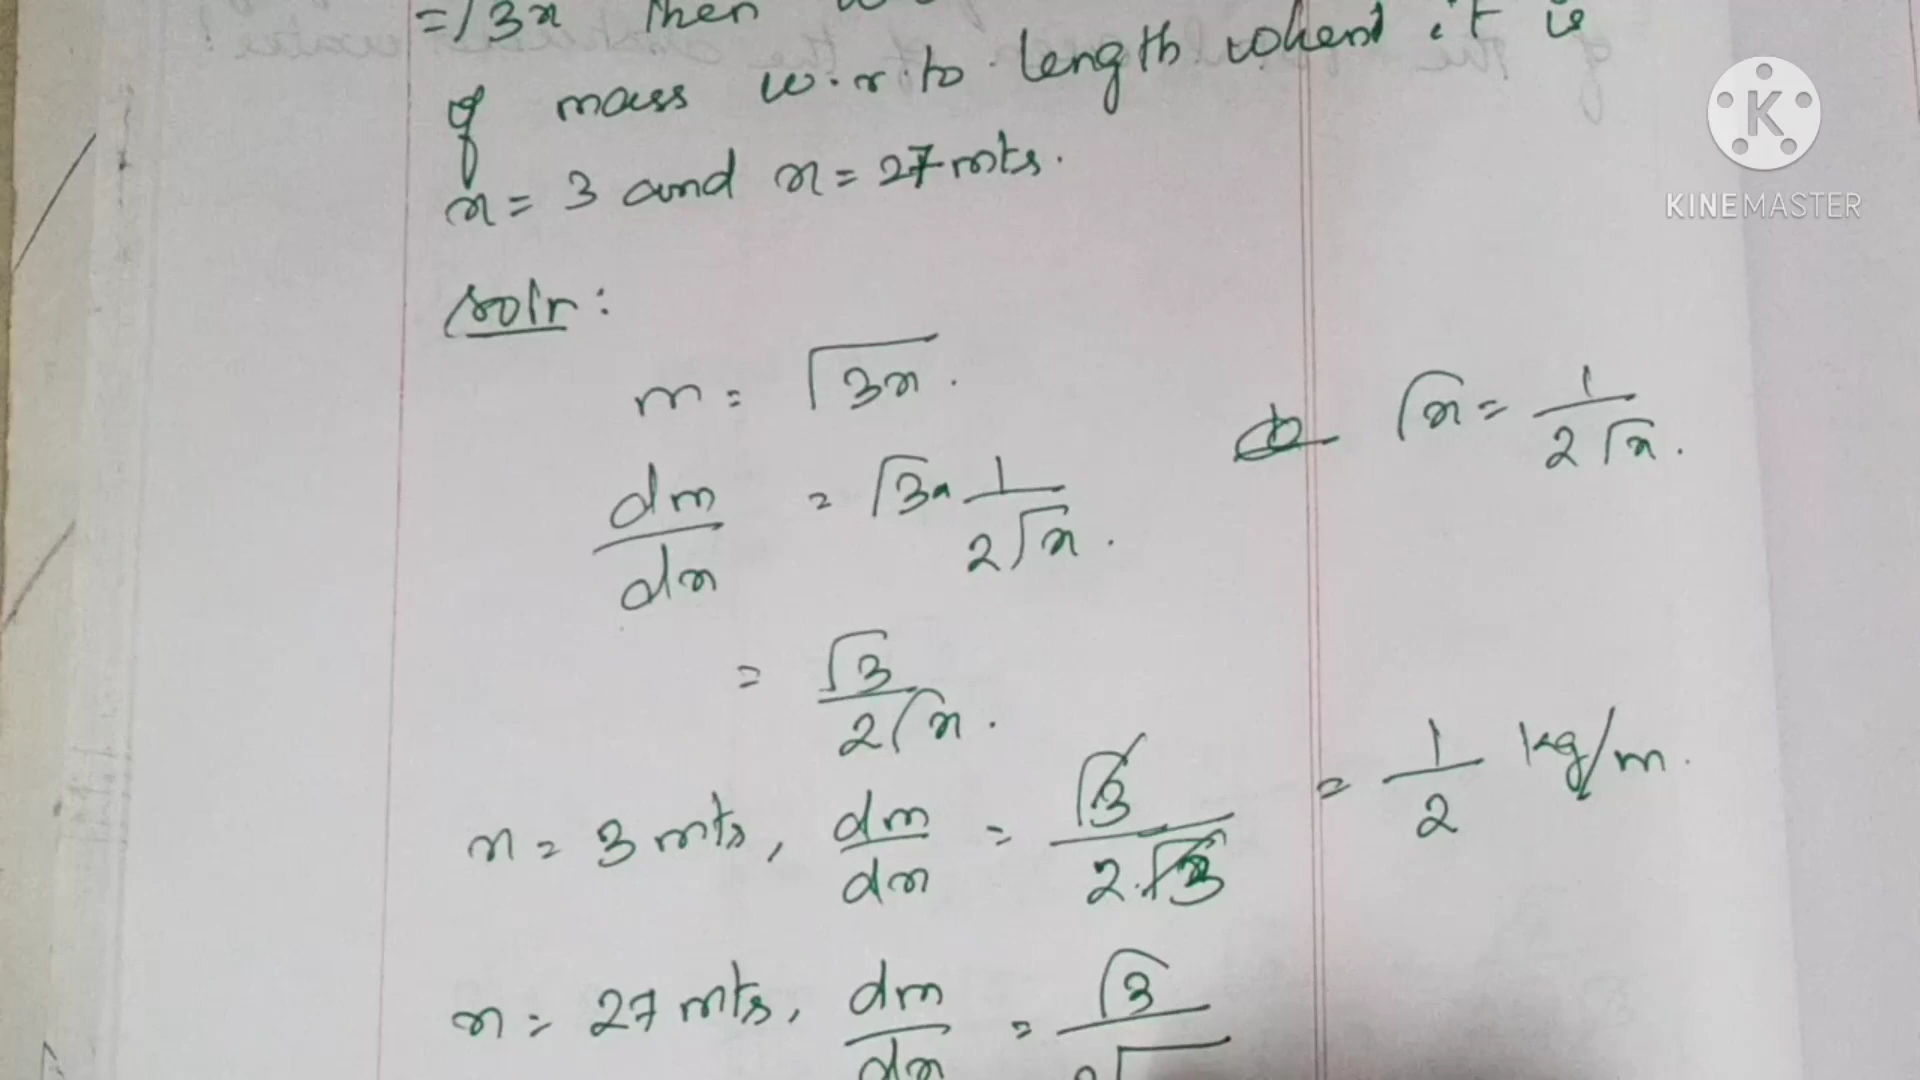 = √3x then
of mass w.r.to. length when it is
x = 3 and x = 27 mts.
K
KINEMASTER
Soln:
m = √3x.
√x = 1/2√x.
dm/dx = √3 x 1/2√x.
= √3/2√x.
x = 3 mts, dm/dx = √3/2.√3 = 1/2 kg/m.
x = 27 mts, dm/dx = √3/2√